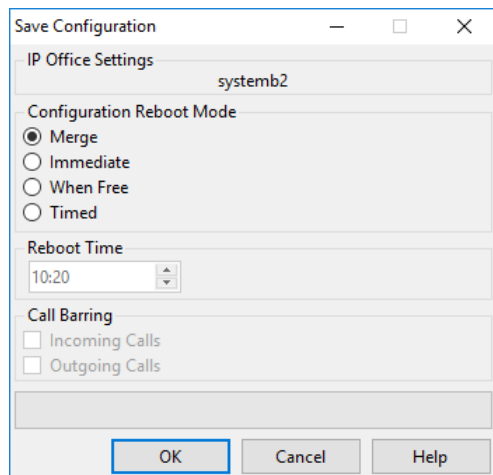 Save Configuration
IP Office Settings
systemb2
Configuration Reboot Mode
Merge
Immediate
When Free
Timed
Reboot Time
10:20
Call Barring
Incoming Calls
Outgoing Calls
OK Cancel Help